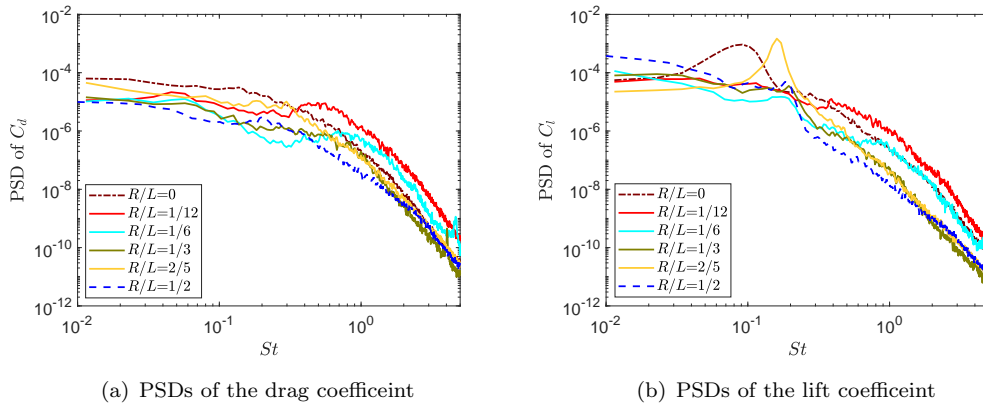 10^-2
10^-4
10^-6
10^-8
10^-10
10^-12
PSD of C_d
R/L=0
R/L=1/12
R/L=1/6
R/L=1/3
R/L=2/5
R/L=1/2
10^-2
10^-1
10^0
St
(a) PSDs of the drag coefficeint
10^-2
10^-4
10^-6
10^-8
10^-10
10^-12
PSD of C_l
R/L=0
R/L=1/12
R/L=1/6
R/L=1/3
R/L=2/5
R/L=1/2
10^-2
10^-1
10^0
St
(b) PSDs of the lift coefficeint